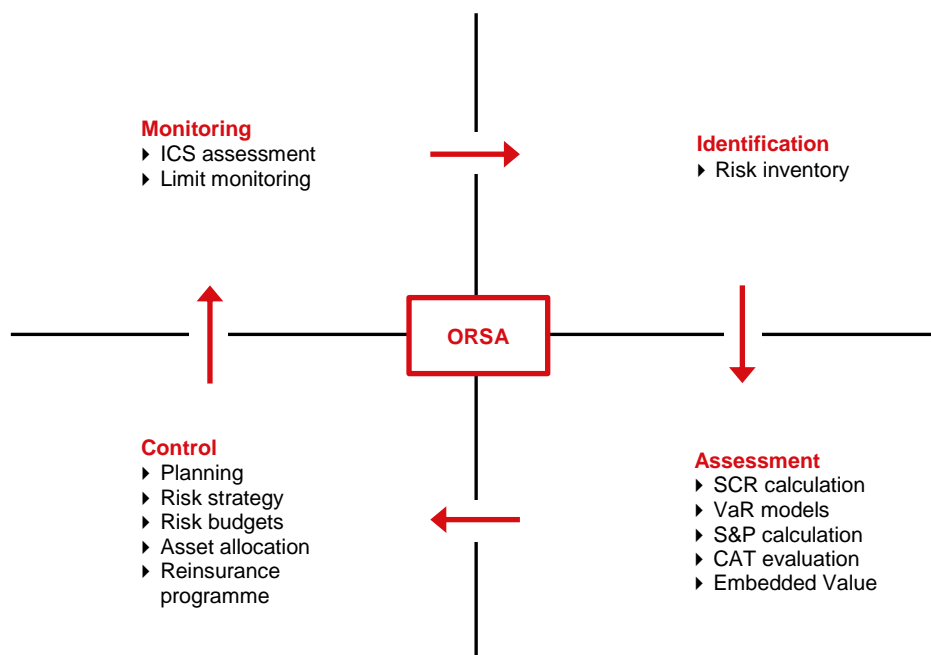 Monitoring
ICS assessment
Limit monitoring
Identification
Risk inventory
ORSA
Control
Planning
Risk strategy
Risk budgets
Asset allocation
Reinsurance
programme
Assessment
SCR calculation
VaR models
S&P calculation
CAT evaluation
Embedded Value